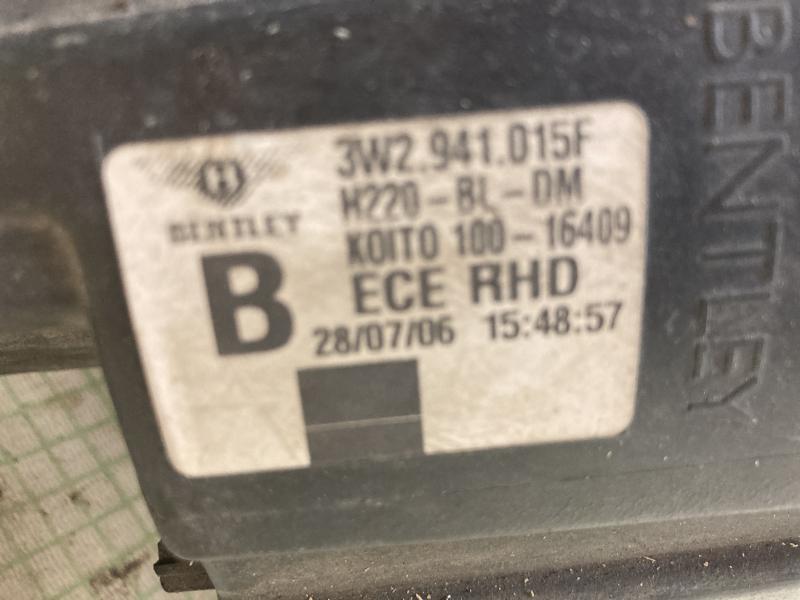 3W2.941.015F
H220-BL-DM
BENTLEY
KOITO 100-16409
B
ECE RHD
28/07/06 15:48:57
BENTLEY